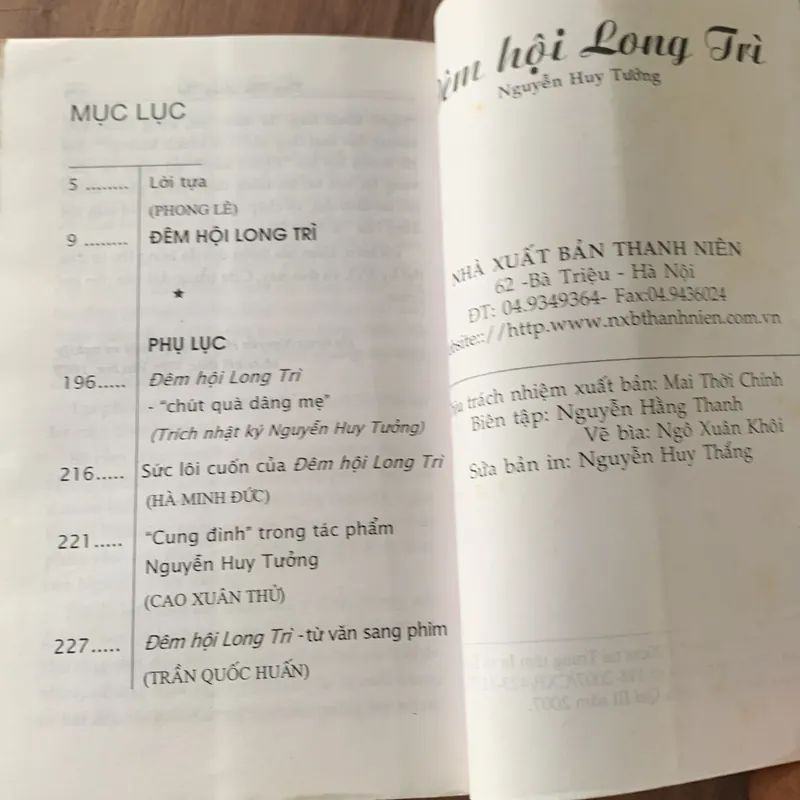 MỤC LỤC
5 ........ Lời tựa
(PHONG LÊ)
9 ........ ĐÊM HỘI LONG TRÌ
★
PHỤ LỤC
196..... Đêm hội Long Trì
- “chút quà dâng mẹ”
(Trích nhật ký Nguyễn Huy Tưởng)
216..... Sức lôi cuốn của Đêm hội Long Trì
(HÀ MINH ĐỨC)
221..... “Cung đình” trong tác phẩm
Nguyễn Huy Tưởng
(CAO XUÂN THỬ)
227..... Đêm hội Long Trì - từ văn sang phim
(TRẦN QUỐC HUẤN)
hội Long Trì
Nguyễn Huy Tưởng
NHÀ XUẤT BẢN THANH NIÊN
62 -Bà Triệu - Hà Nội
ĐT: 04.9349364- Fax:04.9436024
http.www.nxbthanhnien.com.vn
trách nhiệm xuất bản: Mai Thời Chính
Biên tập: Nguyễn Hằng Thanh
Vẽ bìa: Ngô Xuân Khôi
Sửa bản in: Nguyễn Huy Thắng